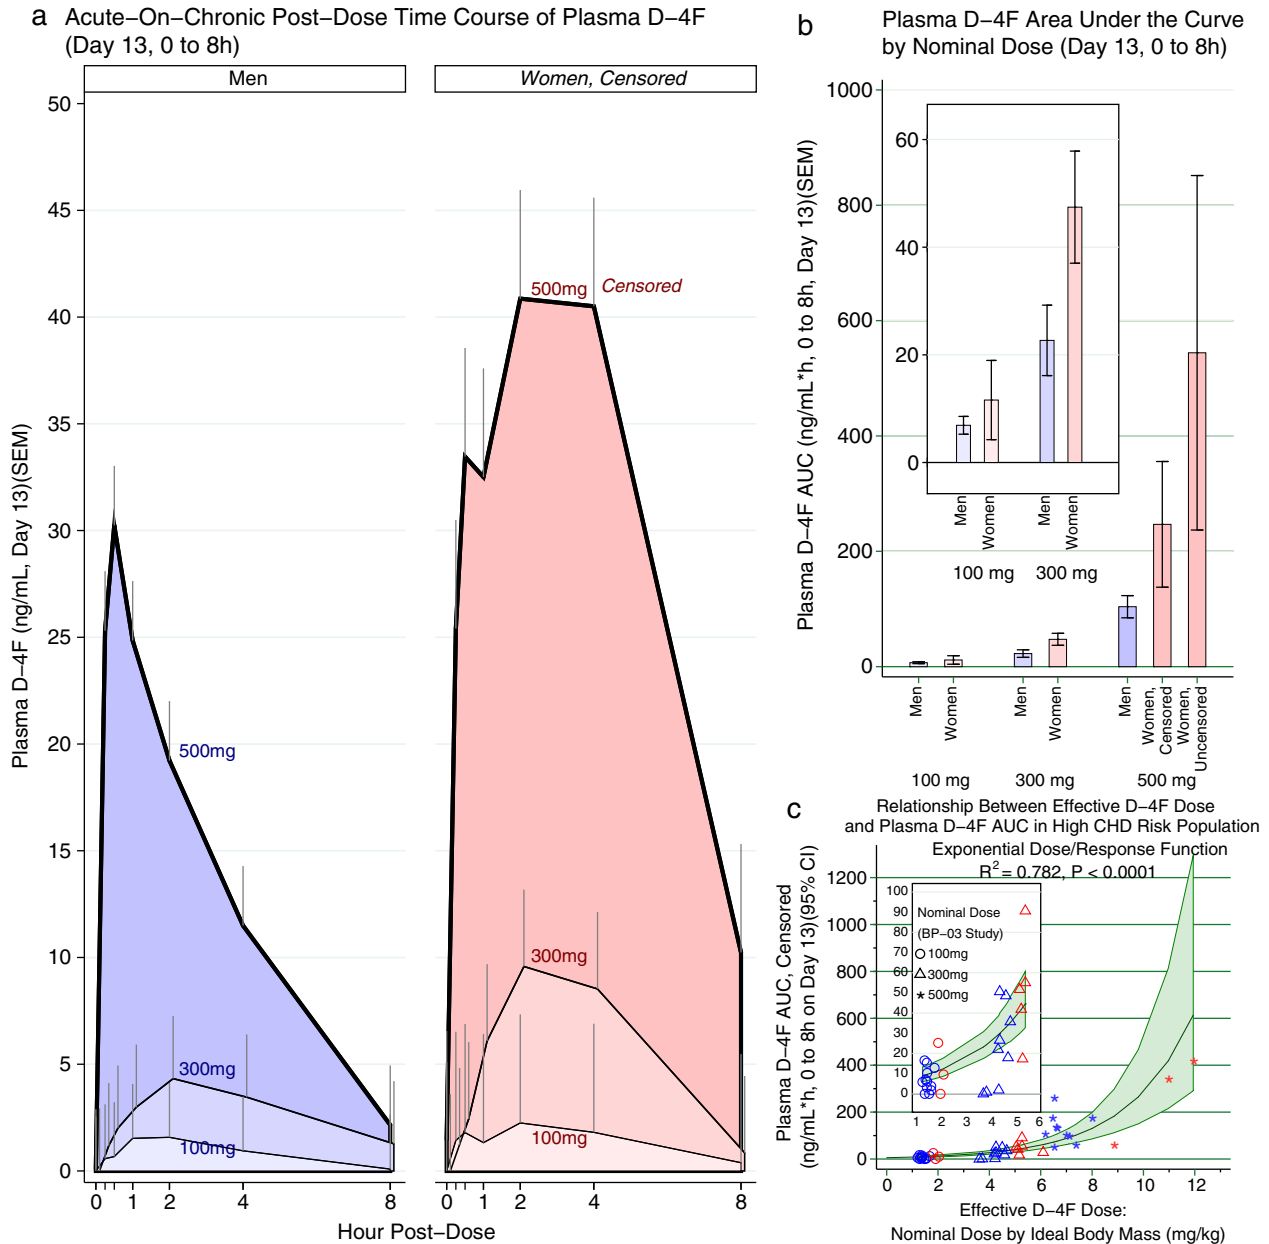 a Acute−On−Chronic Post−Dose Time Course of Plasma D−4F
(Day 13, 0 to 8h)
Men
Women, Censored
Plasma D−4F (ng/mL, Day 13)(SEM)
50
45
40
35
30
25
20
15
10
5
0
500mg
300mg
100mg
500mg
Censored
300mg
100mg
0 1 2 4 8
0 1 2 4 8
Hour Post−Dose
b Plasma D−4F Area Under the Curve
by Nominal Dose (Day 13, 0 to 8h)
Plasma D−4F AUC (ng/mL*h, 0 to 8h, Day 13)(SEM)
1000
800
600
400
200
0
60
40
20
0
Men
Women
Men
Women
100 mg 300 mg
Men
Women
Men
Women
Men
Women,
Censored
Women,
Uncensored
100 mg 300 mg 500 mg
c Relationship Between Effective D−4F Dose
and Plasma D−4F AUC in High CHD Risk Population
Exponential Dose/Response Function
R2 = 0.782, P < 0.0001
Plasma D−4F AUC, Censored
(ng/mL*h, 0 to 8h on Day 13)(95% CI)
1200
1000
800
600
400
200
0
100
90
80
70
60
50
40
30
20
10
0
Nominal Dose
(BP−03 Study)
100mg
300mg
500mg
1 2 3 4 5 6
0 2 4 6 8 10 12
Effective D−4F Dose:
Nominal Dose by Ideal Body Mass (mg/kg)